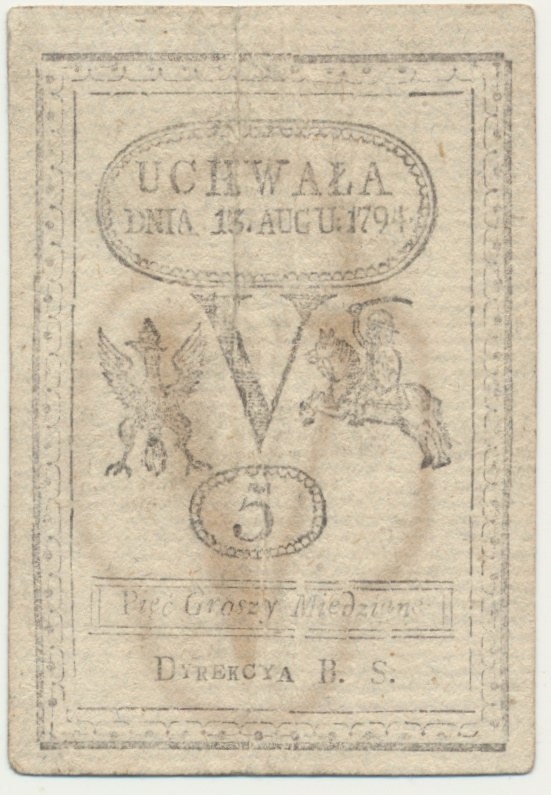 UCHWAŁA
DNIA 13. AUGU: 1794.
V
5
Pięć Groszy Miedziane
DYREKCYA B. S.